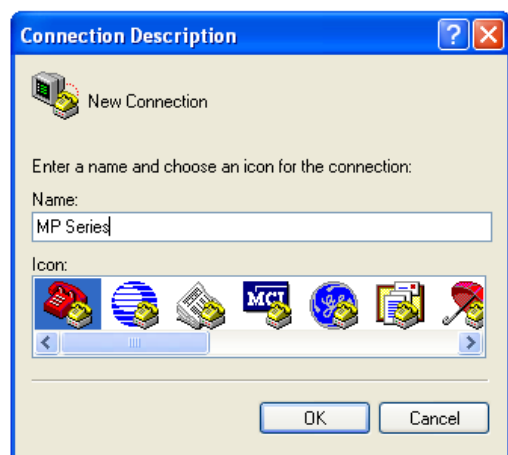 Connection Description
New Connection
Enter a name and choose an icon for the connection:
Name:
MP Series
Icon:
MCI
OK Cancel